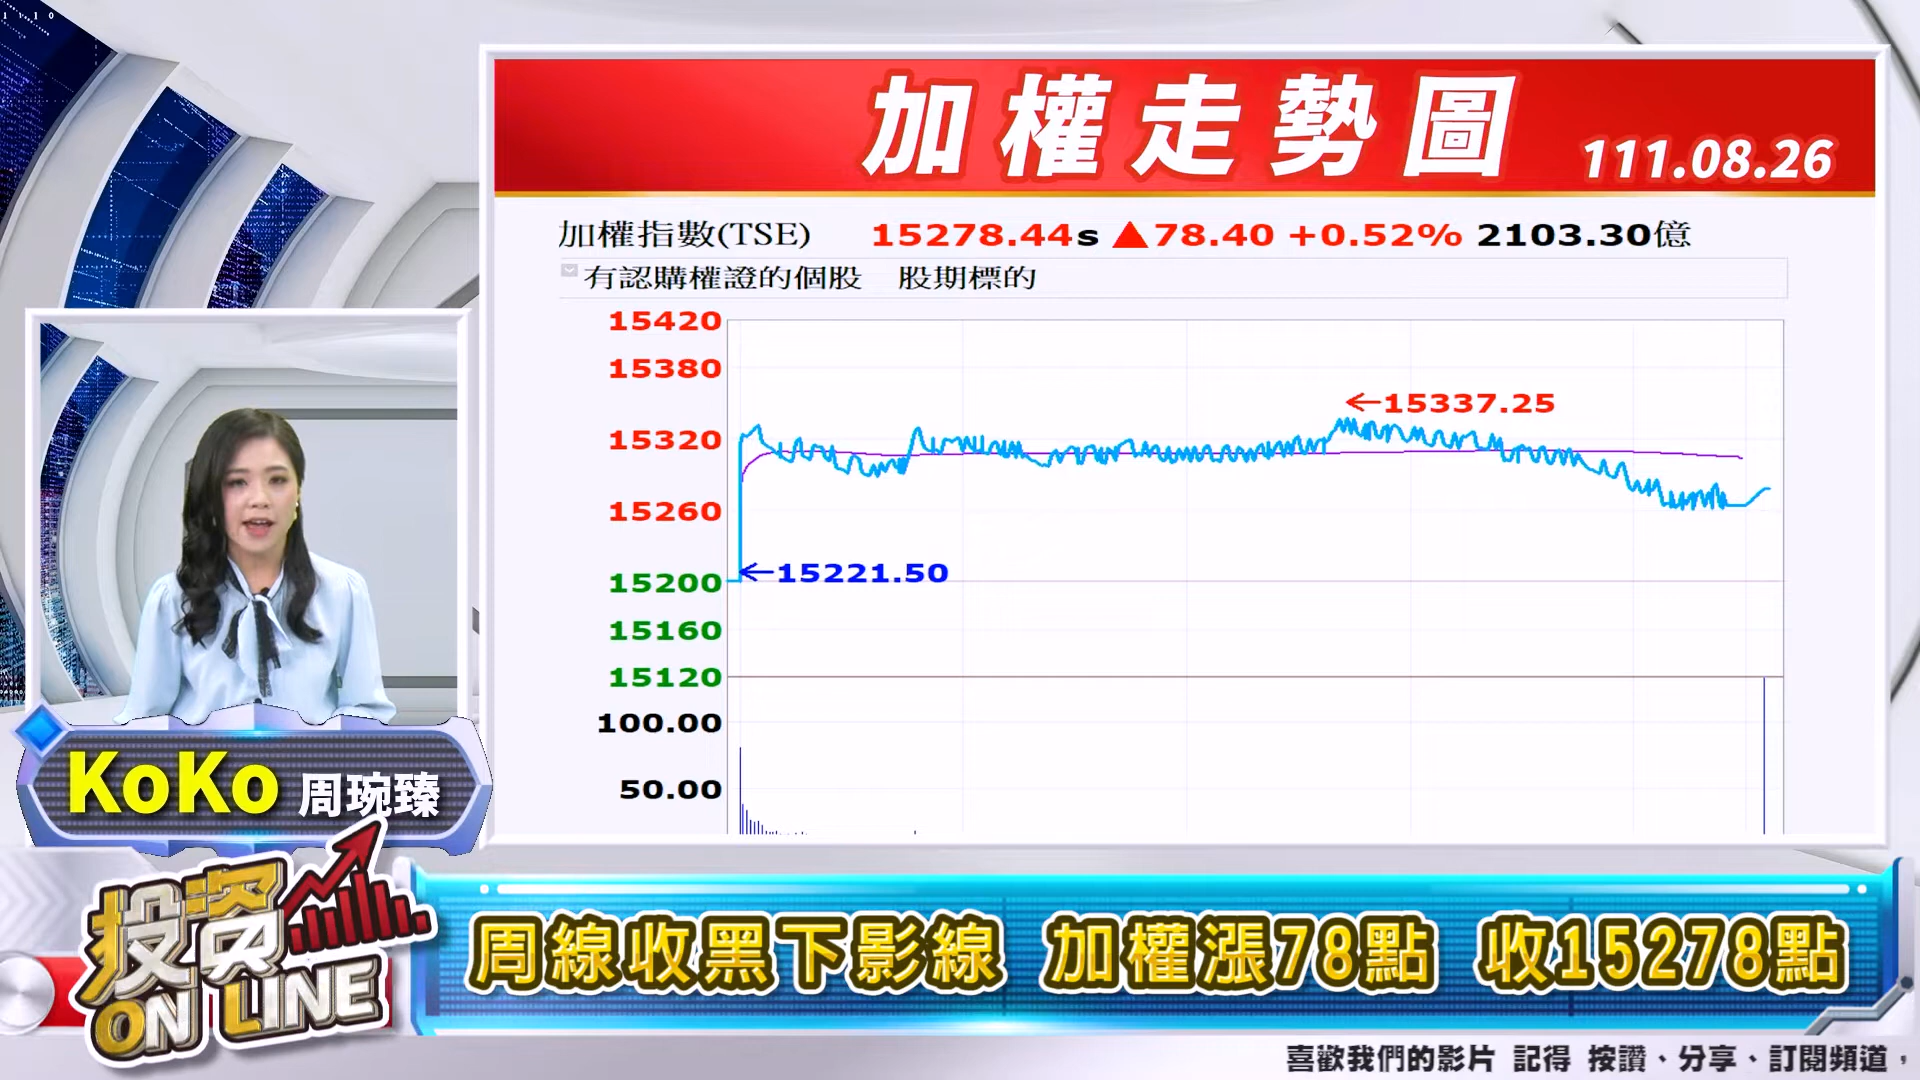 1 1 . 1 0
加權走勢圖 111.08.26
加權指數(TSE) 15278.44s ▲78.40 +0.52% 2103.30億
有認購權證的個股 股期標的
15420
15380
←15337.25
15320
15260
←15221.50
15200
15160
15120
100.00
50.00
KoKo 周琬臻
投資
ON LINE
周線收黑下影線 加權漲78點 收15278點
喜歡我們的影片 記得 按讚、分享、訂閱頻道，